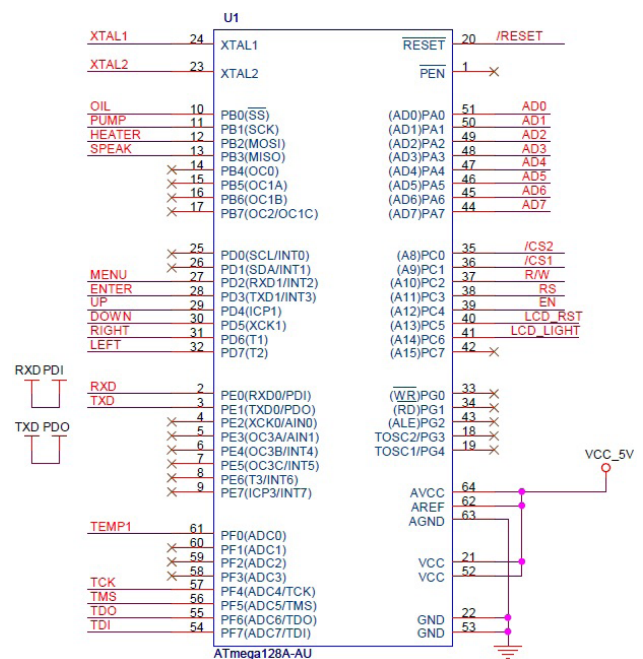 U1
XTAL1 24 XTAL1 RESET 20 /RESET
XTAL2 23 XTAL2 PEN 1
OIL 10 PB0(SS) (AD0)PA0 51 AD0
PUMP 11 PB1(SCK) (AD1)PA1 50 AD1
HEATER 12 PB2(MOSI) (AD2)PA2 49 AD2
SPEAK 13 PB3(MISO) (AD3)PA3 48 AD3
14 PB4(OC0) (AD4)PA4 47 AD4
15 PB5(OC1A) (AD5)PA5 46 AD5
16 PB6(OC1B) (AD6)PA6 45 AD6
17 PB7(OC2/OC1C) (AD7)PA7 44 AD7
25 PD0(SCL/INT0) (A8)PC0 35 /CS2
26 PD1(SDA/INT1) (A9)PC1 36 /CS1
MENU 27 PD2(RXD1/INT2) (A10)PC2 37 R/W
ENTER 28 PD3(TXD1/INT3) (A11)PC3 38 RS
UP 29 PD4(ICP1) (A12)PC4 39 EN
DOWN 30 PD5(XCK1) (A13)PC5 40 LCD_RST
RIGHT 31 PD6(T1) (A14)PC6 41 LCD_LIGHT
LEFT 32 PD7(T2) (A15)PC7 42
RXD PDI
RXD 2 PE0(RXD0/PDI) (WR)PG0 33
TXD 3 PE1(TXD0/PDO) (RD)PG1 34
TXD PDO
4 PE2(XCK0/AIN0) (ALE)PG2 43
5 PE3(OC3A/AIN1) TOSC2/PG3 18
6 PE4(OC3B/INT4) TOSC1/PG4 19
7 PE5(OC3C/INT5)
VCC_5V
8 PE6(T3/INT6)
9 PE7(ICP3/INT7) AVCC 64
AREF 62
AGND 63
TEMP1 61 PF0(ADC0)
60 PF1(ADC1)
59 PF2(ADC2) VCC 21
58 PF3(ADC3) VCC 52
TCK 57 PF4(ADC4/TCK)
TMS 56 PF5(ADC5/TMS)
TDO 55 PF6(ADC6/TDO) GND 22
TDI 54 PF7(ADC7/TDI) GND 53
ATmega128A-AU